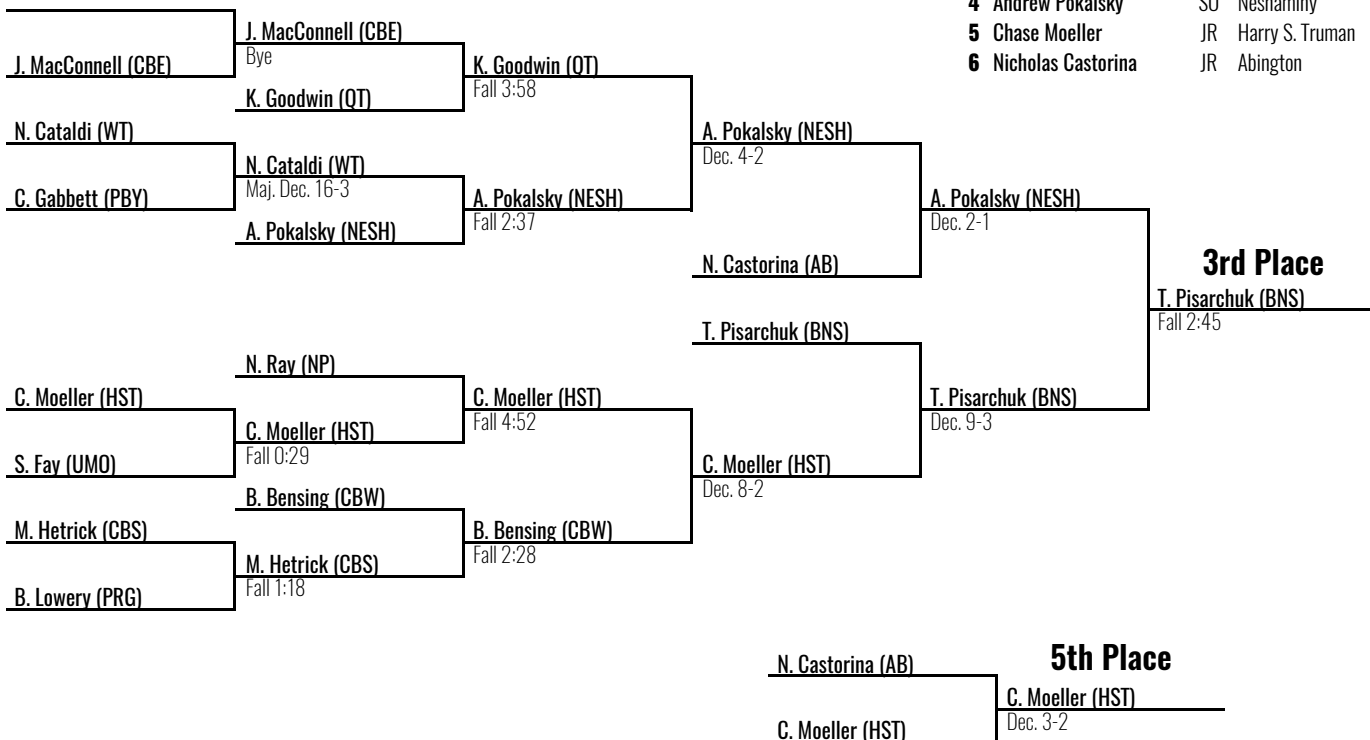 4 Andrew Pokalsky SO Neshaminy
5 Chase Moeller JR Harry S. Truman
6 Nicholas Castorina JR Abington
J. MacConnell (CBE)
J. MacConnell (CBE)
Bye
K. Goodwin (QT)
K. Goodwin (QT)
Fall 3:58
N. Cataldi (WT)
C. Gabbett (PBY)
N. Cataldi (WT)
Maj. Dec. 16-3
A. Pokalsky (NESH)
A. Pokalsky (NESH)
Fall 2:37
A. Pokalsky (NESH)
Dec. 4-2
N. Castorina (AB)
A. Pokalsky (NESH)
Dec. 2-1
3rd Place
T. Pisarchuk (BNS)
Fall 2:45
T. Pisarchuk (BNS)
T. Pisarchuk (BNS)
Dec. 9-3
N. Ray (NP)
C. Moeller (HST)
S. Fay (UMO)
C. Moeller (HST)
Fall 0:29
C. Moeller (HST)
Fall 4:52
C. Moeller (HST)
Dec. 8-2
B. Bensing (CBW)
M. Hetrick (CBS)
B. Lowery (PRG)
M. Hetrick (CBS)
Fall 1:18
B. Bensing (CBW)
Fall 2:28
5th Place
N. Castorina (AB)
C. Moeller (HST)
C. Moeller (HST)
Dec. 3-2